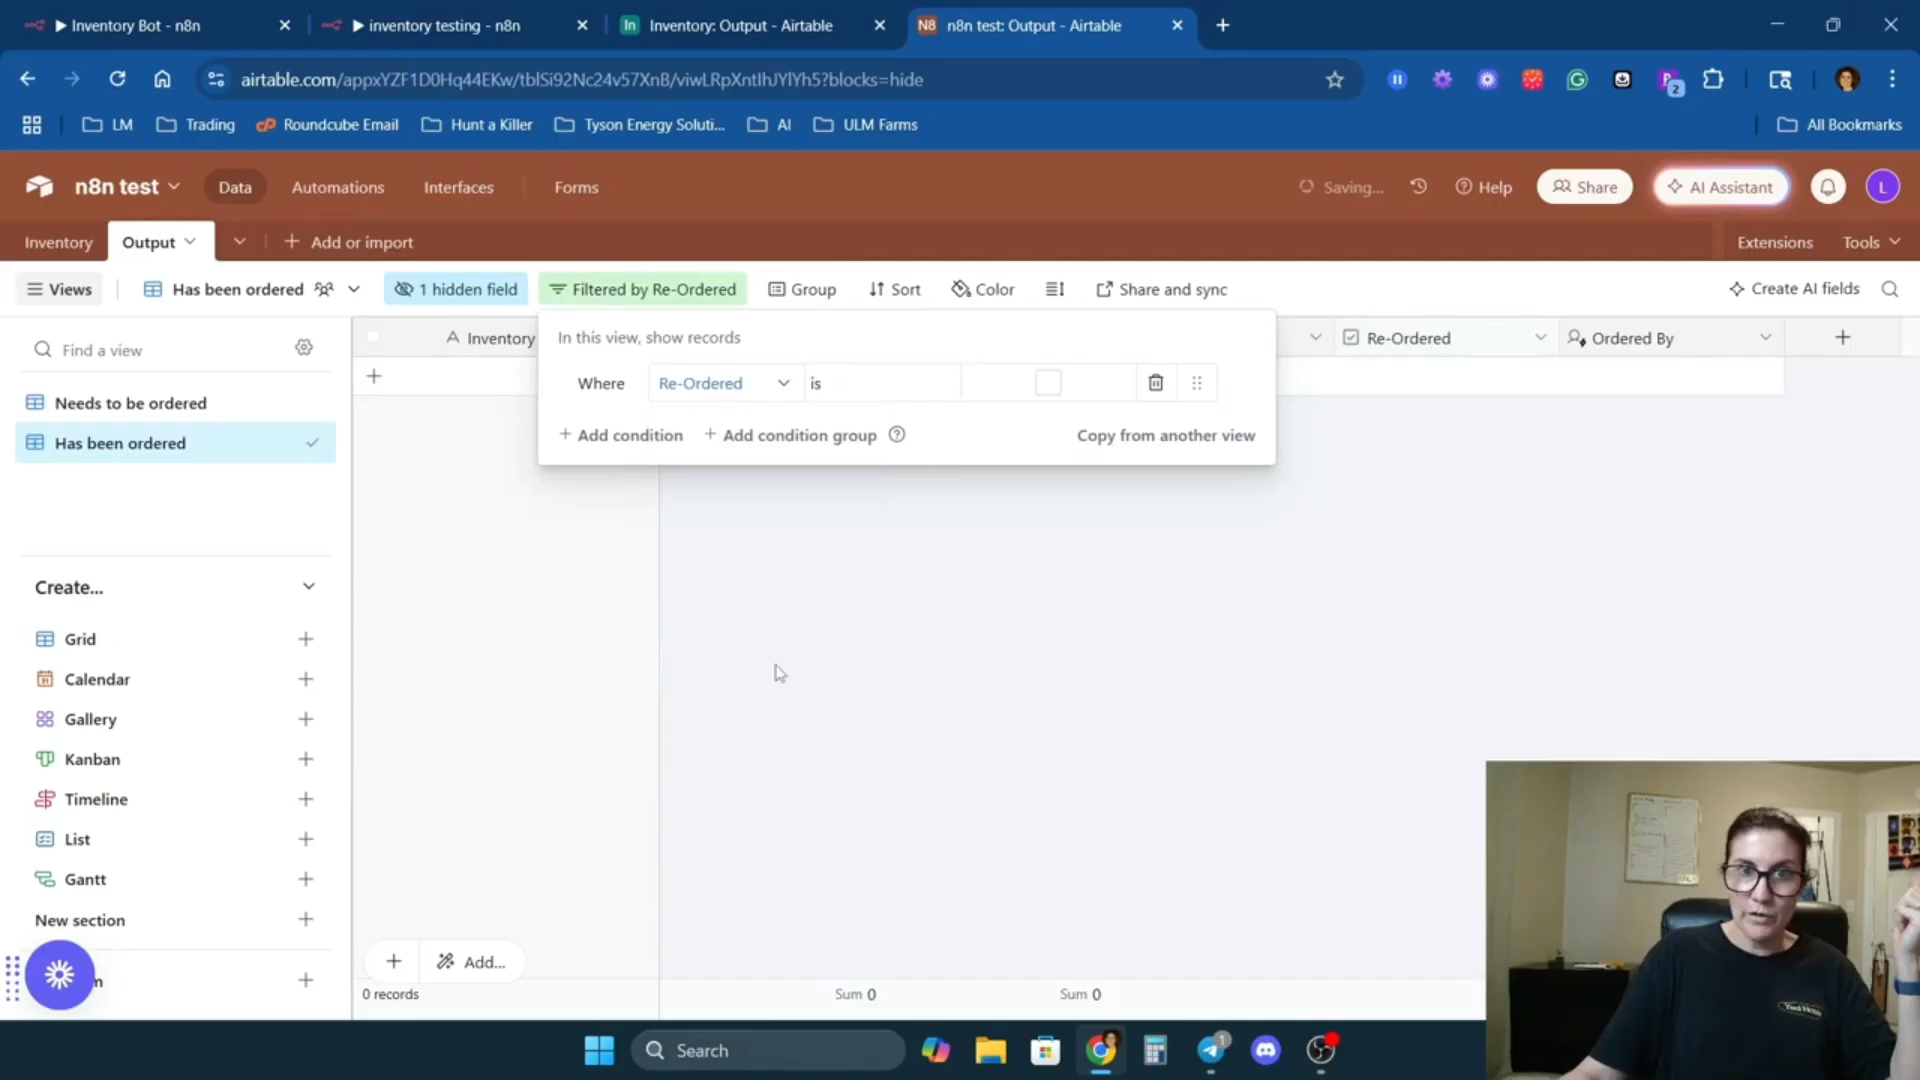 ▶ Inventory Bot - n8n
▶ inventory testing - n8n
In
Inventory: Output - Airtable
N8
n8n test: Output - Airtable
airtable.com/appxYZF1D0Hq44EKw/tblSi92Nc24v57XnB/viwLRpXntIhJYlYh5?blocks=hide
2
LM
Trading
Roundcube Email
Hunt a Killer
Tyson Energy Soluti...
AI
ULM Farms
All Bookmarks
n8n test
Data
Automations
Interfaces
Forms
Saving...
Help
Share
AI Assistant
L
Inventory
Output
Add or import
Extensions
Tools
Views
Has been ordered
1 hidden field
Filtered by Re-Ordered
Group
Sort
Color
Share and sync
Create AI fields
Find a view
Needs to be ordered
Has been ordered
Inventory
Re-Ordered
Ordered By
In this view, show records
Where
Re-Ordered
is
Add condition
Add condition group
Copy from another view
Create...
Grid
Calendar
Gallery
Kanban
Timeline
List
Gantt
New section
Add...
0 records
Sum 0
Sum 0
Search
1